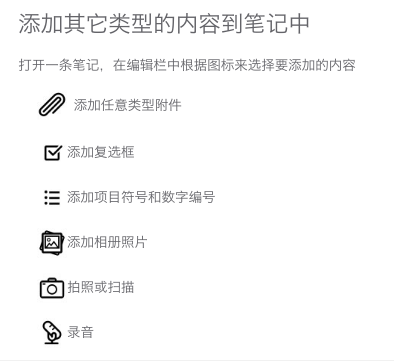 添加其它类型的内容到笔记中
打开一条笔记，在编辑栏中根据图标来选择要添加的内容
添加任意类型附件
添加复选框
添加项目符号和数字编号
添加相册照片
拍照或扫描
录音